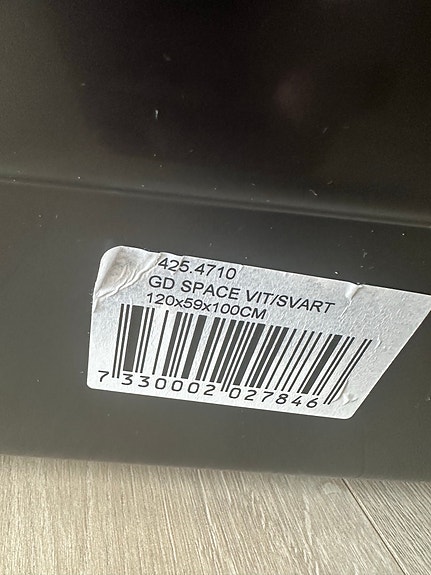 425.4710
GD SPACE VIT/SVART
120x59x100CM
7 330002 027846